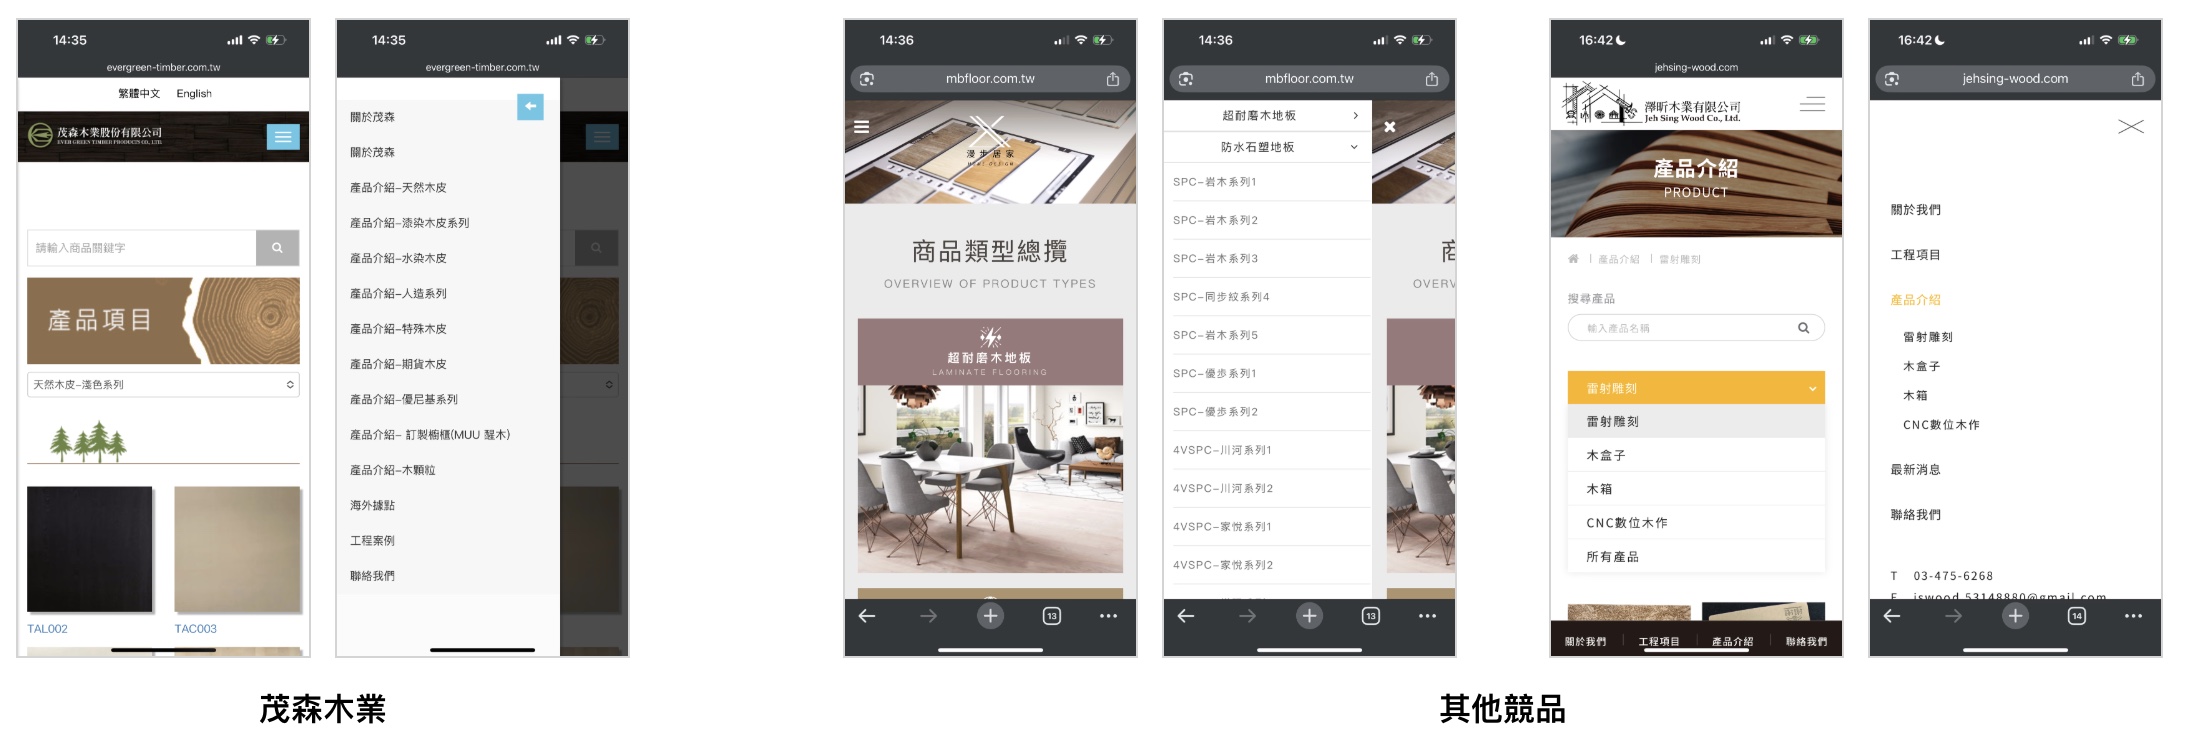 14:35
evergreen-timber.com.tw
繁體中文 English
茂森木業股份有限公司
EVER GREEN TIMBER PRODUCTS CO., LTD.
請輸入商品關鍵字
產品項目
天然木皮-淺色系列
TAL002 TAC003
14:35
evergreen-timber.com.tw
關於茂森
關於茂森
產品介紹-天然木皮
產品介紹-漆染木皮系列
產品介紹-水染木皮
產品介紹-人造系列
產品介紹-特殊木皮
產品介紹-期貨木皮
產品介紹-優尼基系列
產品介紹- 訂製櫥櫃(MUU 醒木)
產品介紹-木顆粒
海外據點
工程案例
聯絡我們
茂森木業
14:36
mbfloor.com.tw
漫步居家
商品類型總攬
OVERVIEW OF PRODUCT TYPES
超耐磨木地板
LAMINATE FLOORING
13
14:36
mbfloor.com.tw
超耐磨木地板
防水石塑地板
SPC-岩木系列1
SPC-岩木系列2
SPC-岩木系列3
SPC-同步紋系列4
SPC-岩木系列5
SPC-優步系列1
SPC-優步系列2
4VSPC-川河系列1
4VSPC-川河系列2
4VSPC-家悅系列1
4VSPC-家悅系列2
OVERV
13
16:42
jehsing-wood.com
澤昕木業有限公司
Jeh Sing Wood Co., Ltd.
產品介紹
PRODUCT
產品介紹 | 雷射雕刻
搜尋產品
輸入產品名稱
雷射雕刻
雷射雕刻
木盒子
木箱
CNC數位木作
所有產品
關於我們 工程項目 產品介紹 聯絡我們
16:42
jehsing-wood.com
關於我們
工程項目
產品介紹
雷射雕刻
木盒子
木箱
CNC數位木作
最新消息
聯絡我們
T 03-475-6268
E jswood.53148880@gmail.com
14
其他競品